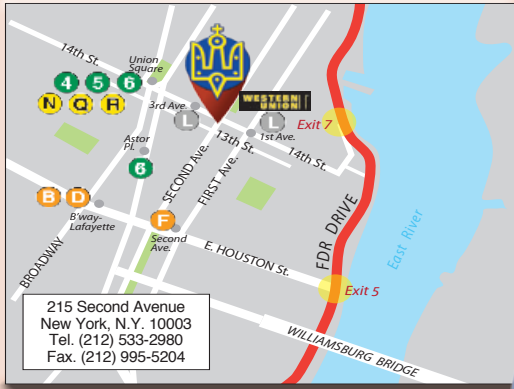 14th St.
Union
Square
4 5 6
N Q R
3rd Ave.
L
WESTERN
UNION
L
1st Ave.
Exit 7
13th St.
14th St.
Astor
Pl.
6
SECOND Ave.
FIRST Ave.
B D
B'way-
Lafayette
F
Second
Ave.
BROADWAY
E. HOUSTON St.
FDR DRIVE
East River
Exit 5
WILLIAMSBURG BRIDGE
215 Second Avenue
New York, N.Y. 10003
Tel. (212) 533-2980
Fax. (212) 995-5204